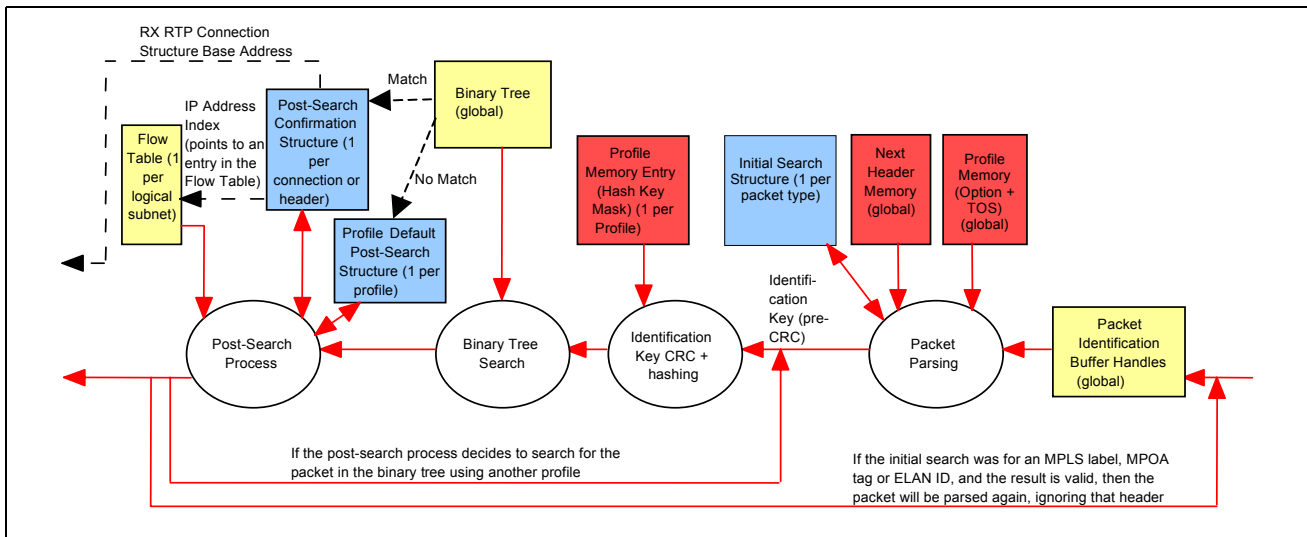 RX RTP Connection
Structure Base Address
Match
No Match
IP Address
Index
(points to an
entry in the
Flow Table)
Flow
Table (1
per
logical
subnet)
Post-Search
Confirmation
Structure (1
per
connection or
header)
Profile Default
Post-Search
Structure (1 per
profile)
Binary Tree
(global)
Profile
Memory Entry
(Hash Key
Mask) (1 per
Profile)
Initial Search
Structure (1 per
packet type)
Next
Header
Memory
(global)
Profile
Memory
(Option +
TOS)
(global)
Identifi-
cation
Key (pre-
CRC)
Post-Search
Process
Binary Tree
Search
Identification
Key CRC +
hashing
Packet
Parsing
Packet
Identification
Buffer Handles
(global)
If the post-search process decides to search for the
packet in the binary tree using another profile
If the initial search was for an MPLS label, MPOA
tag or ELAN ID, and the result is valid, then the
packet will be parsed again, ignoring that header